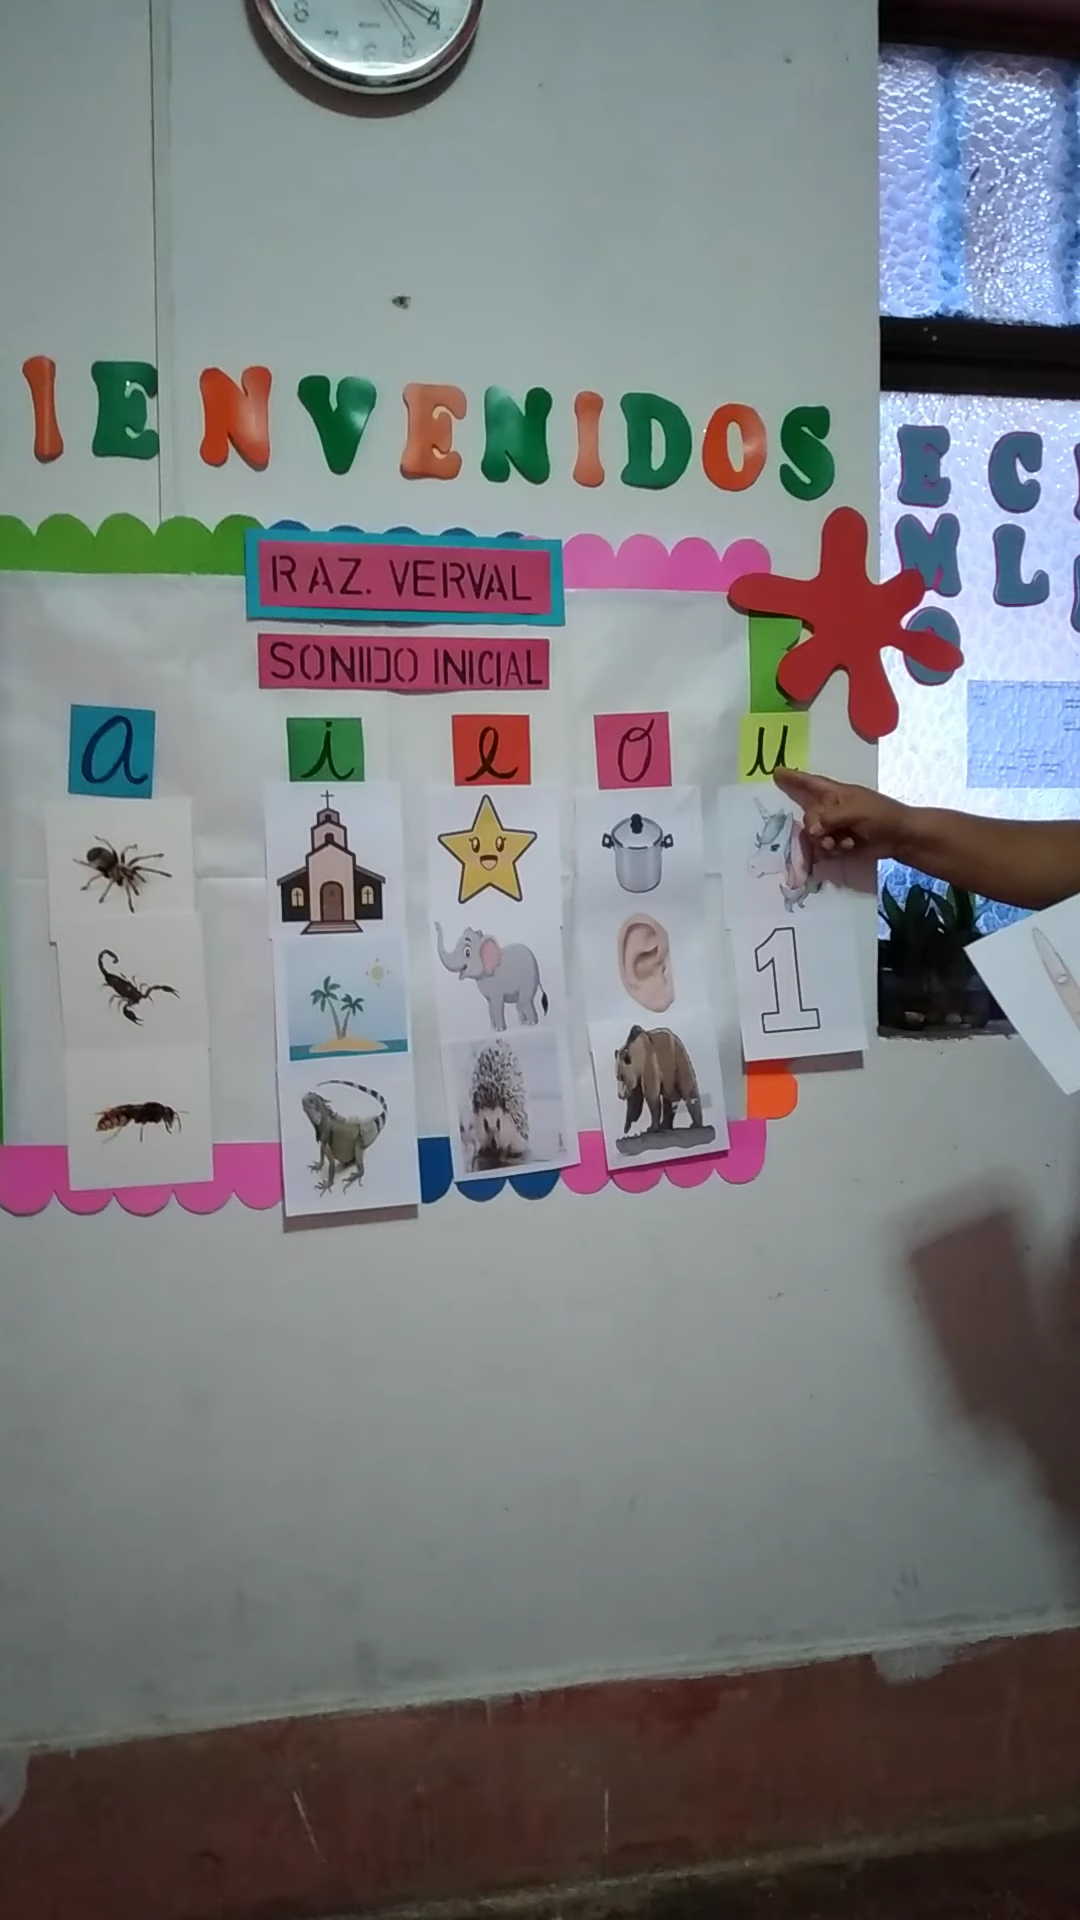 IENVENIDOS
RAZ. VERVAL
SONIDO INICIAL
a i e o u
1
E C
M L
O